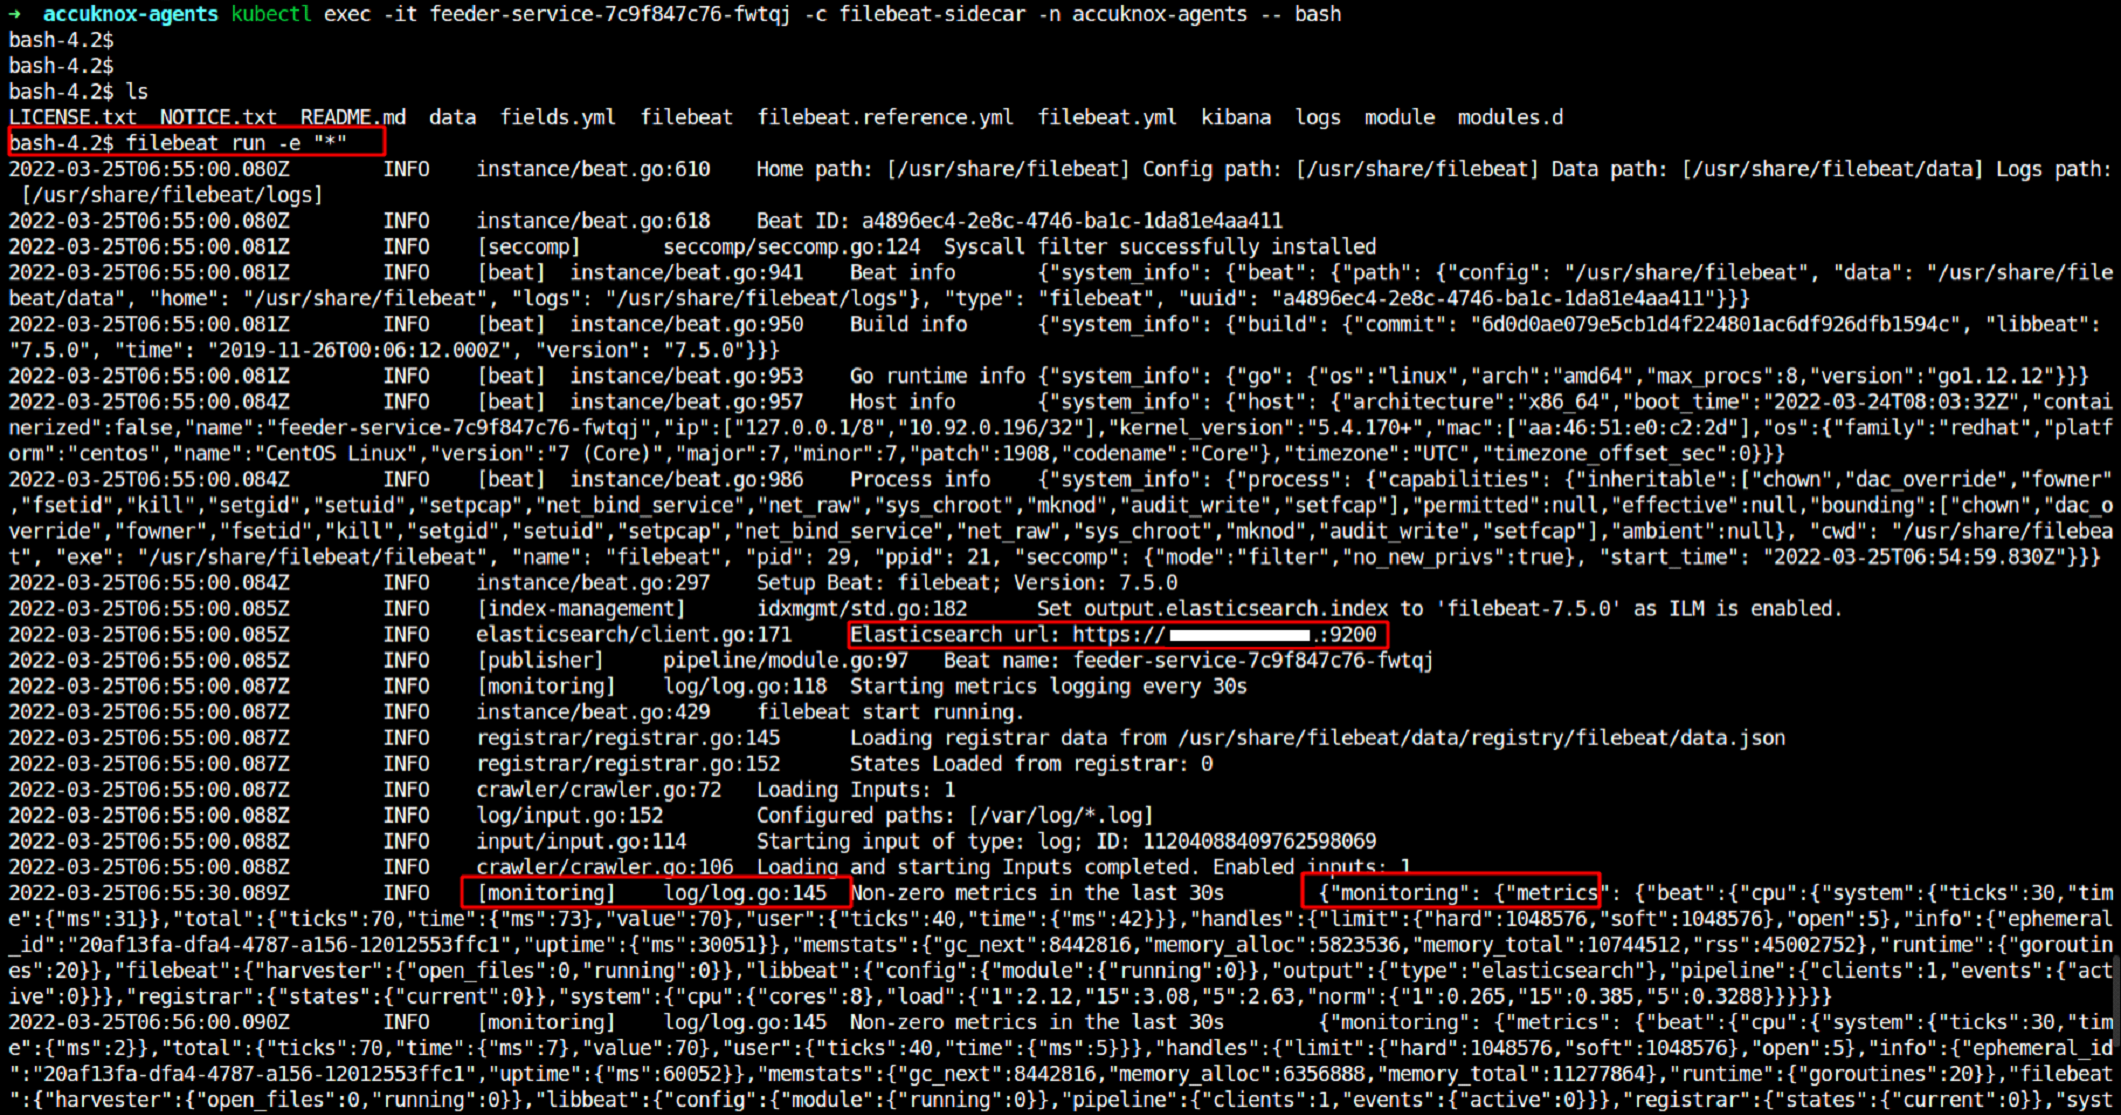 →  accuknox-agents kubectl exec -it feeder-service-7c9f847c76-fwtqj -c filebeat-sidecar -n accuknox-agents -- bash
bash-4.2$
bash-4.2$
bash-4.2$ ls
LICENSE.txt  NOTICE.txt  README.md  data  fields.yml  filebeat  filebeat.reference.yml  filebeat.yml  kibana  logs  module  modules.d
bash-4.2$ filebeat run -e "*"
2022-03-25T06:55:00.080Z        INFO    instance/beat.go:610    Home path: [/usr/share/filebeat] Config path: [/usr/share/filebeat] Data path: [/usr/share/filebeat/data] Logs path:
 [/usr/share/filebeat/logs]
2022-03-25T06:55:00.080Z        INFO    instance/beat.go:618    Beat ID: a4896ec4-2e8c-4746-ba1c-1da81e4aa411
2022-03-25T06:55:00.081Z        INFO    [seccomp]       seccomp/seccomp.go:124  Syscall filter successfully installed
2022-03-25T06:55:00.081Z        INFO    [beat]  instance/beat.go:941    Beat info       {"system_info": {"beat": {"path": {"config": "/usr/share/filebeat", "data": "/usr/share/file
beat/data", "home": "/usr/share/filebeat", "logs": "/usr/share/filebeat/logs"}, "type": "filebeat", "uuid": "a4896ec4-2e8c-4746-ba1c-1da81e4aa411"}}}
2022-03-25T06:55:00.081Z        INFO    [beat]  instance/beat.go:950    Build info      {"system_info": {"build": {"commit": "6d0d0ae079e5cb1d4f224801ac6df926dfb1594c", "libbeat":
"7.5.0", "time": "2019-11-26T00:06:12.000Z", "version": "7.5.0"}}}
2022-03-25T06:55:00.081Z        INFO    [beat]  instance/beat.go:953    Go runtime info {"system_info": {"go": {"os":"linux","arch":"amd64","max_procs":8,"version":"go1.12.12"}}}
2022-03-25T06:55:00.084Z        INFO    [beat]  instance/beat.go:957    Host info       {"system_info": {"host": {"architecture":"x86_64","boot_time":"2022-03-24T08:03:32Z","contai
nerized":false,"name":"feeder-service-7c9f847c76-fwtqj","ip":["127.0.0.1/8","10.92.0.196/32"],"kernel_version":"5.4.170+","mac":["aa:46:51:e0:c2:2d"],"os":{"family":"redhat","platf
orm":"centos","name":"CentOS Linux","version":"7 (Core)","major":7,"minor":7,"patch":1908,"codename":"Core"},"timezone":"UTC","timezone_offset_sec":0}}}
2022-03-25T06:55:00.084Z        INFO    [beat]  instance/beat.go:986    Process info    {"system_info": {"process": {"capabilities": {"inheritable":["chown","dac_override","fowner"
,"fsetid","kill","setgid","setuid","setpcap","net_bind_service","net_raw","sys_chroot","mknod","audit_write","setfcap"],"permitted":null,"effective":null,"bounding":["chown","dac_o
verride","fowner","fsetid","kill","setgid","setuid","setpcap","net_bind_service","net_raw","sys_chroot","mknod","audit_write","setfcap"],"ambient":null}, "cwd": "/usr/share/filebea
t", "exe": "/usr/share/filebeat/filebeat", "name": "filebeat", "pid": 29, "ppid": 21, "seccomp": {"mode":"filter","no_new_privs":true}, "start_time": "2022-03-25T06:54:59.830Z"}}}
2022-03-25T06:55:00.084Z        INFO    instance/beat.go:297    Setup Beat: filebeat; Version: 7.5.0
2022-03-25T06:55:00.085Z        INFO    [index-management]      idxmgmt/std.go:182      Set output.elasticsearch.index to 'filebeat-7.5.0' as ILM is enabled.
2022-03-25T06:55:00.085Z        INFO    elasticsearch/client.go:171     Elasticsearch url: https://.:9200
2022-03-25T06:55:00.085Z        INFO    [publisher]     pipeline/module.go:97   Beat name: feeder-service-7c9f847c76-fwtqj
2022-03-25T06:55:00.087Z        INFO    [monitoring]    log/log.go:118  Starting metrics logging every 30s
2022-03-25T06:55:00.087Z        INFO    instance/beat.go:429    filebeat start running.
2022-03-25T06:55:00.087Z        INFO    registrar/registrar.go:145      Loading registrar data from /usr/share/filebeat/data/registry/filebeat/data.json
2022-03-25T06:55:00.087Z        INFO    registrar/registrar.go:152      States Loaded from registrar: 0
2022-03-25T06:55:00.087Z        INFO    crawler/crawler.go:72   Loading Inputs: 1
2022-03-25T06:55:00.088Z        INFO    log/input.go:152        Configured paths: [/var/log/*.log]
2022-03-25T06:55:00.088Z        INFO    input/input.go:114      Starting input of type: log; ID: 11204088409762598069
2022-03-25T06:55:00.088Z        INFO    crawler/crawler.go:106  Loading and starting Inputs completed. Enabled inputs: 1
2022-03-25T06:55:30.089Z        INFO    [monitoring]    log/log.go:145  Non-zero metrics in the last 30s        {"monitoring": {"metrics": {"beat":{"cpu":{"system":{"ticks":30,"tim
e":{"ms":31}},"total":{"ticks":70,"time":{"ms":73},"value":70},"user":{"ticks":40,"time":{"ms":42}}},"handles":{"limit":{"hard":1048576,"soft":1048576},"open":5},"info":{"ephemeral
_id":"20af13fa-dfa4-4787-a156-12012553ffc1","uptime":{"ms":30051}},"memstats":{"gc_next":8442816,"memory_alloc":5823536,"memory_total":10744512,"rss":45002752},"runtime":{"goroutin
es":20}},"filebeat":{"harvester":{"open_files":0,"running":0}},"libbeat":{"config":{"module":{"running":0}},"output":{"type":"elasticsearch"},"pipeline":{"clients":1,"events":{"act
ive":0}}},"registrar":{"states":{"current":0}},"system":{"cpu":{"cores":8},"load":{"1":2.12,"15":3.08,"5":2.63,"norm":{"1":0.265,"15":0.385,"5":0.3288}}}}}}
2022-03-25T06:56:00.090Z        INFO    [monitoring]    log/log.go:145  Non-zero metrics in the last 30s        {"monitoring": {"metrics": {"beat":{"cpu":{"system":{"ticks":30,"tim
e":{"ms":2}},"total":{"ticks":70,"time":{"ms":7},"value":70},"user":{"ticks":40,"time":{"ms":5}}},"handles":{"limit":{"hard":1048576,"soft":1048576},"open":5},"info":{"ephemeral_id
":"20af13fa-dfa4-4787-a156-12012553ffc1","uptime":{"ms":60052}},"memstats":{"gc_next":8442816,"memory_alloc":6356888,"memory_total":11277864},"runtime":{"goroutines":20}},"filebeat
":{"harvester":{"open_files":0,"running":0}},"libbeat":{"config":{"module":{"running":0}},"pipeline":{"clients":1,"events":{"active":0}}},"registrar":{"states":{"current":0}},"syst